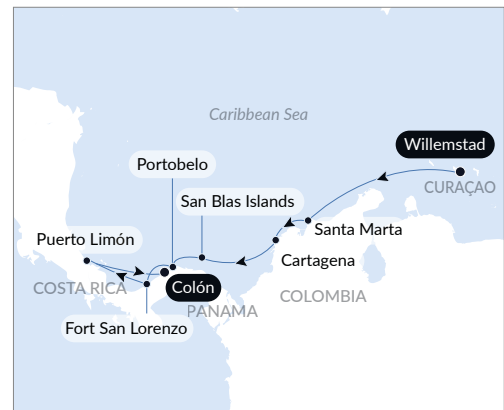 Caribbean Sea
Willemstad
Portobelo
CURAÇAO
San Blas Islands
Puerto Limón
Santa Marta
Cartagena
COSTA RICA
Colón
COLOMBIA
PANAMA
Fort San Lorenzo